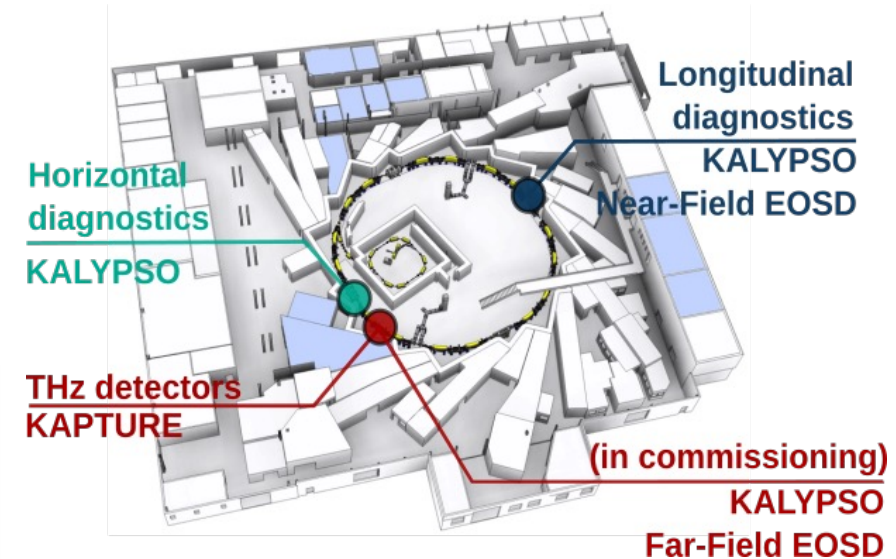 Longitudinal
diagnostics
KALYPSO
Near-Field EOSD
Horizontal
diagnostics
KALYPSO
THz detectors
KAPTURE
(in commissioning)
KALYPSO
Far-Field EOSD